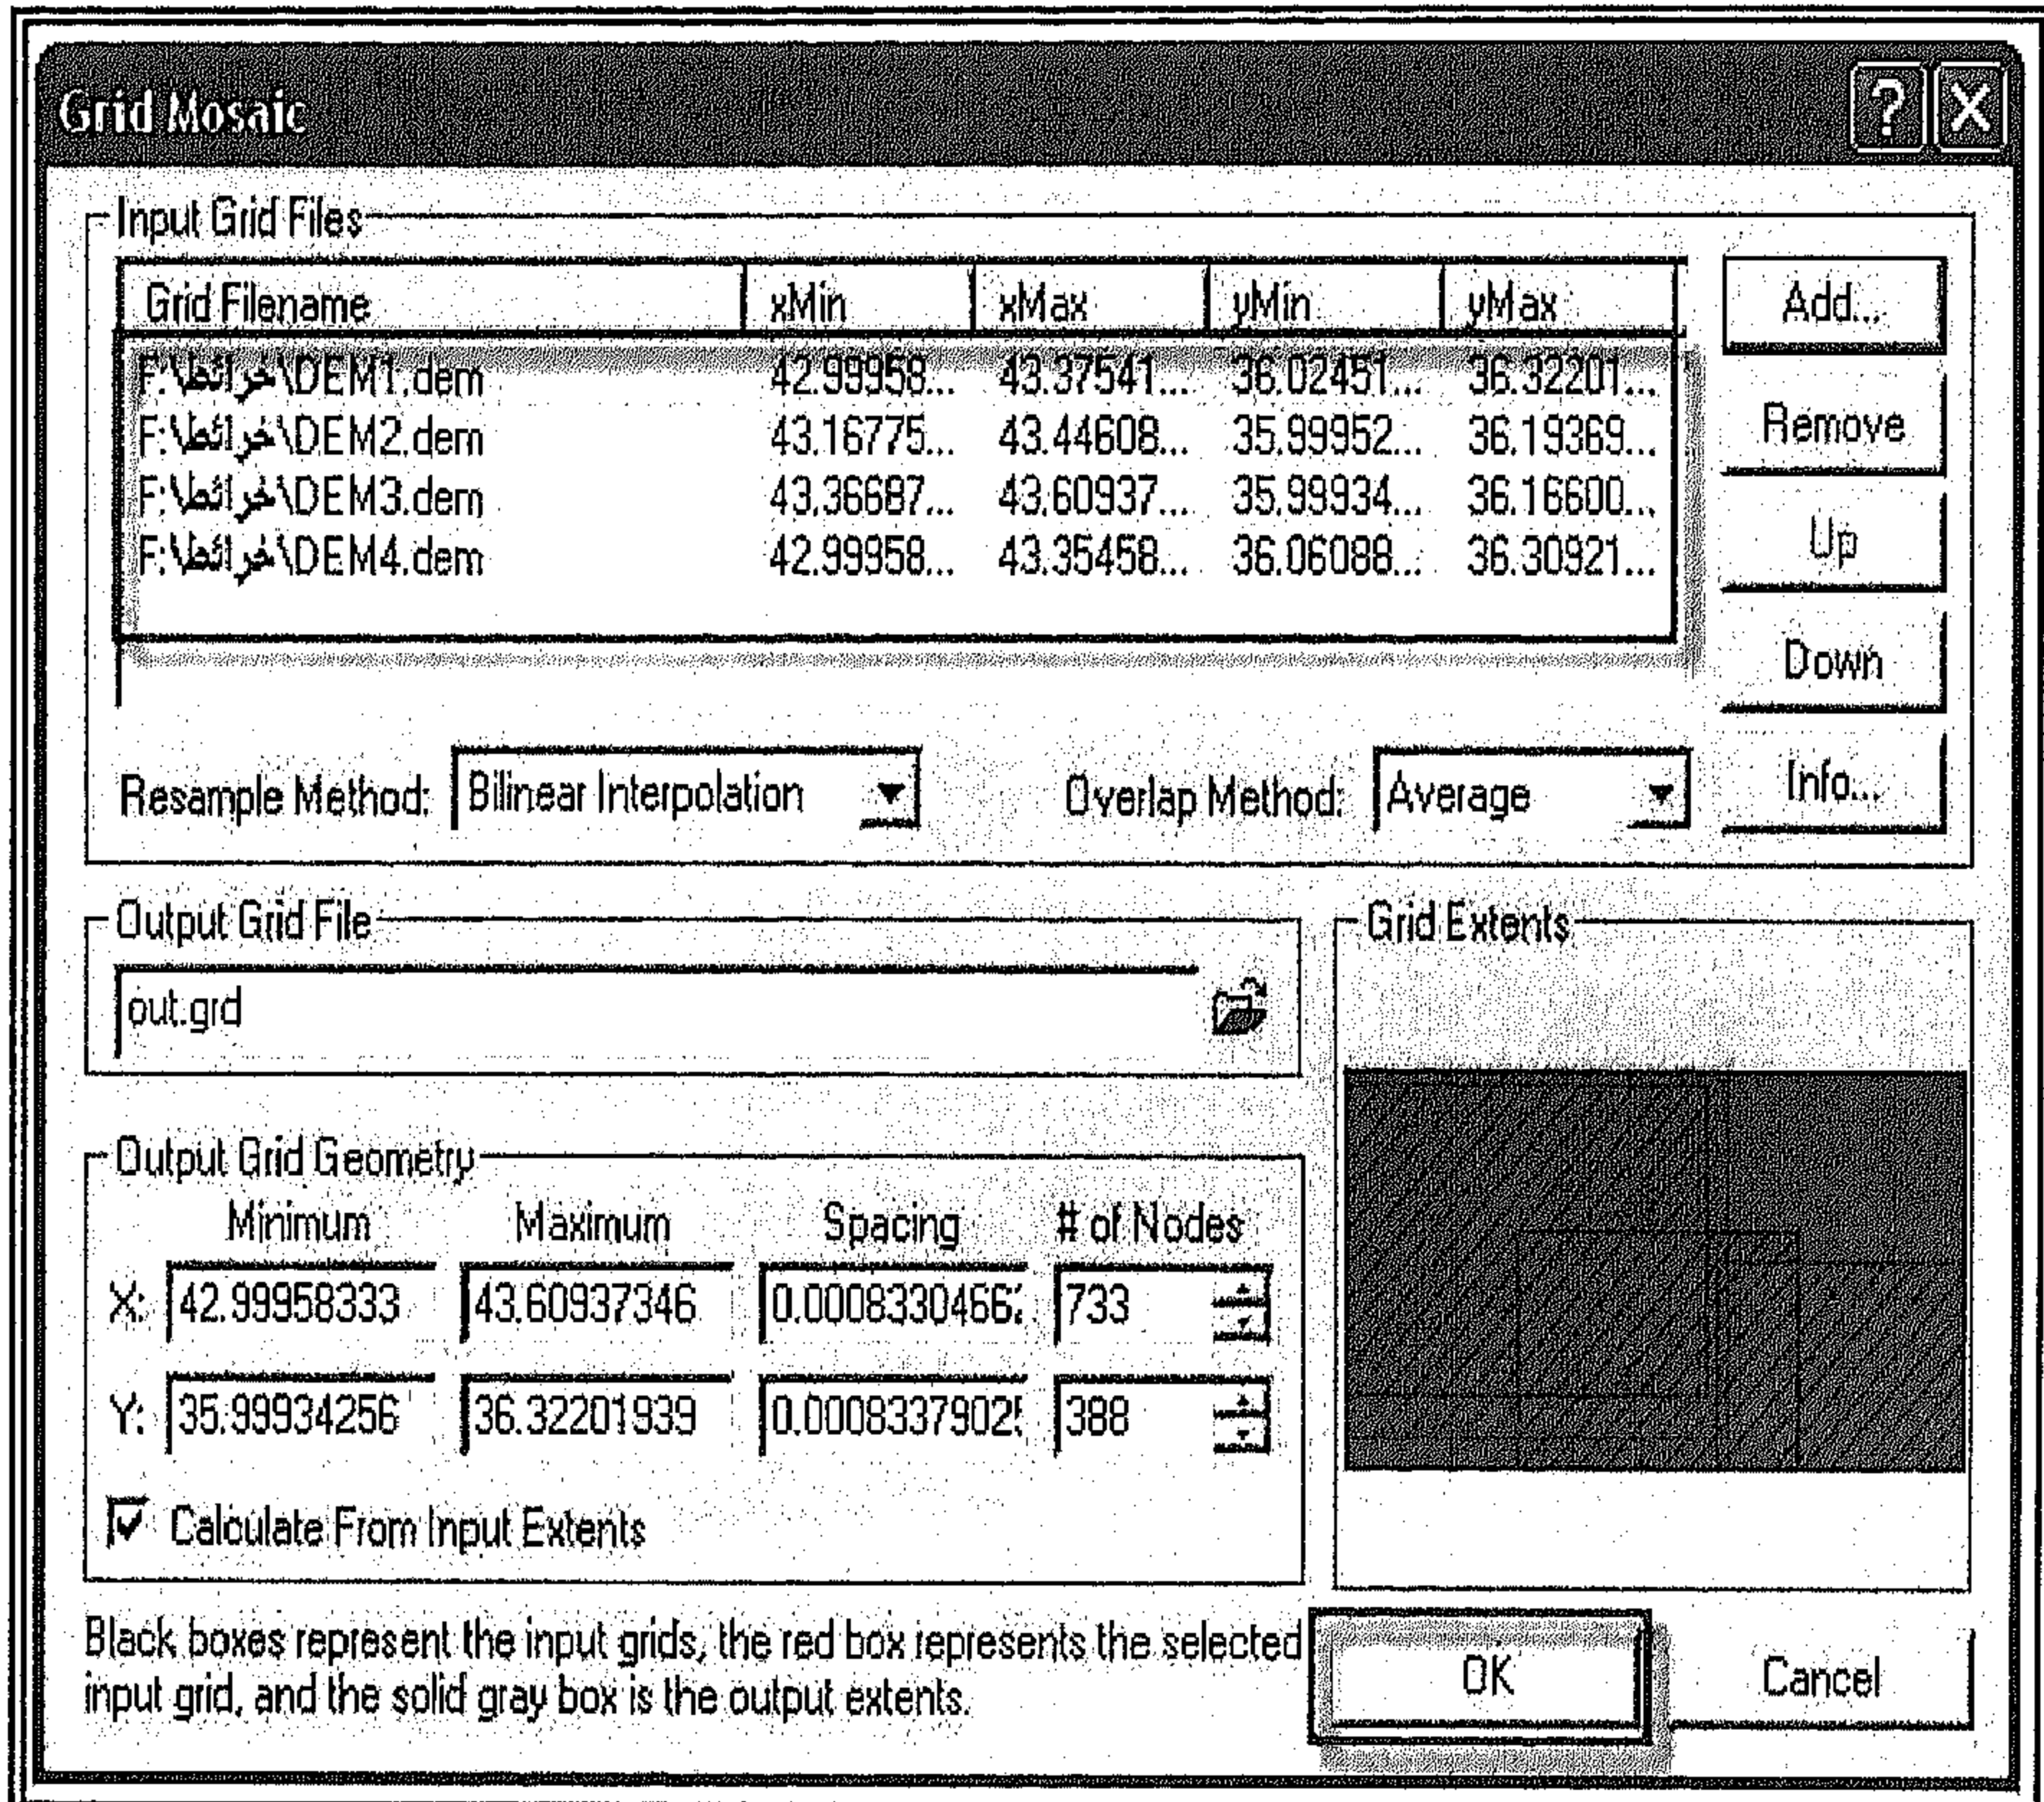 Grid Mosaic
Input Grid Files
Grid Filename xMin xMax yMin yMax
F:\خرائط\DEM1.dem 42.99958... 43.37541... 36.02451... 36.32201...
F:\خرائط\DEM2.dem 43.16775... 43.44608... 35.99952... 36.19369...
F:\خرائط\DEM3.dem 43.36687... 43.60937... 35.99934... 36.16600...
F:\خرائط\DEM4.dem 42.99958... 43.35458... 36.06088... 36.30921...
Add...
Remove
Up
Down
Info...
Resample Method: Bilinear Interpolation Overlap Method: Average
Output Grid File
out.grd
Grid Extents
Output Grid Geometry
Minimum Maximum Spacing # of Nodes
X: 42.99958333 43.60937346 0.000833046 733
Y: 35.99934256 36.32201939 0.000833790 388
Calculate From Input Extents
Black boxes represent the input grids, the red box represents the selected
input grid, and the solid gray box is the output extents.
OK Cancel